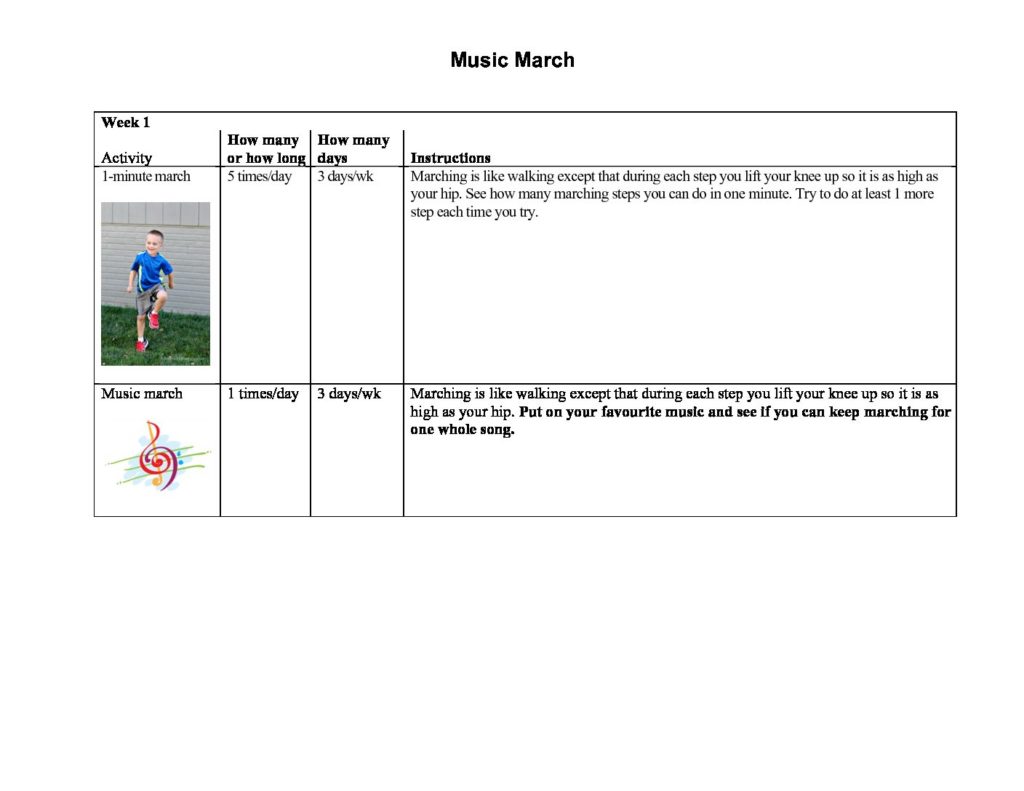 Music March
Week 1
Activity
How many
or how long
How many
days
Instructions
1-minute march
5 times/day
3 days/wk
Marching is like walking except that during each step you lift your knee up so it is as high as
your hip. See how many marching steps you can do in one minute. Try to do at least 1 more
step each time you try.
Music march
1 times/day
3 days/wk
Marching is like walking except that during each step you lift your knee up so it is as
high as your hip. Put on your favourite music and see if you can keep marching for
one whole song.